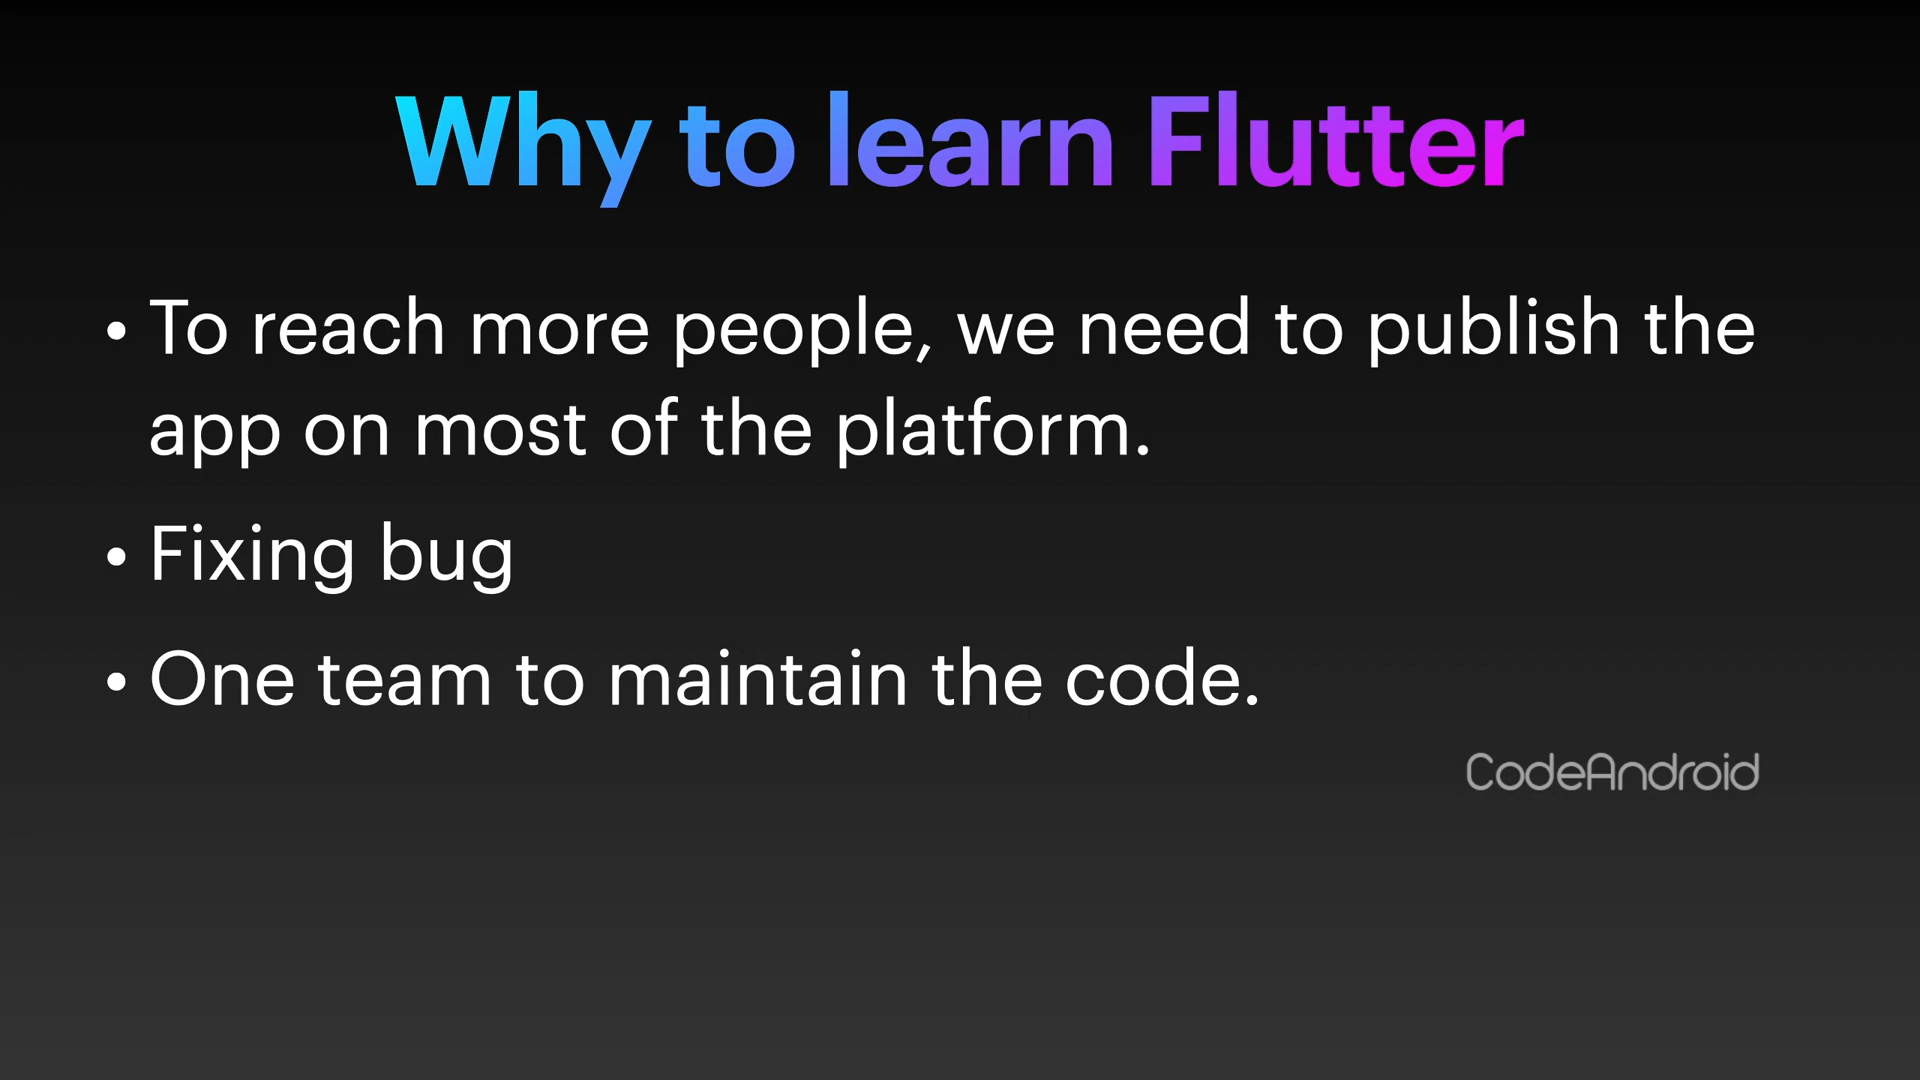 Why to learn Flutter
• To reach more people, we need to publish the
app on most of the platform.
• Fixing bug
• One team to maintain the code.
CodeAndroid